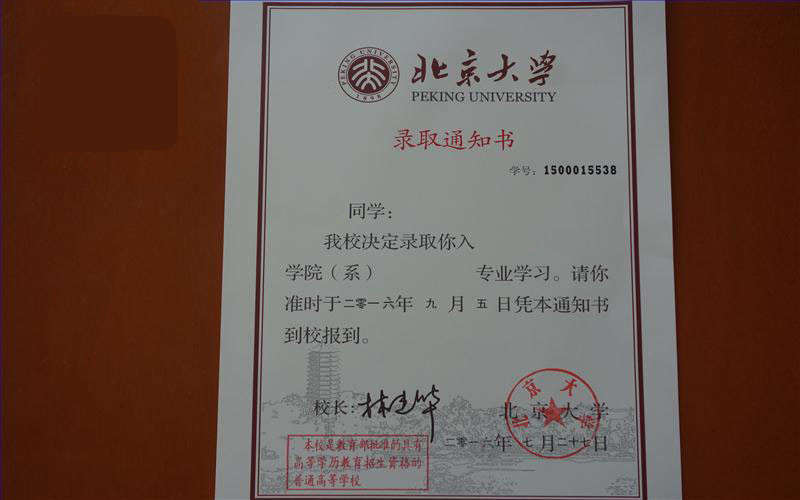 PEKING UNIVERSITY
1898
北京大学
PEKING UNIVERSITY
录取通知书
学号：1500015538
同学：
我校决定录取你入
学院（系） 专业学习。请你
准时于二零一六年 九 月 五 日凭本通知书
到校报到。
校长：林建华
北京大学
北京大学
二零一六年 七 月二十七日
本校是教育部批准的具有
高等学历教育招生资格的
普通高等学校